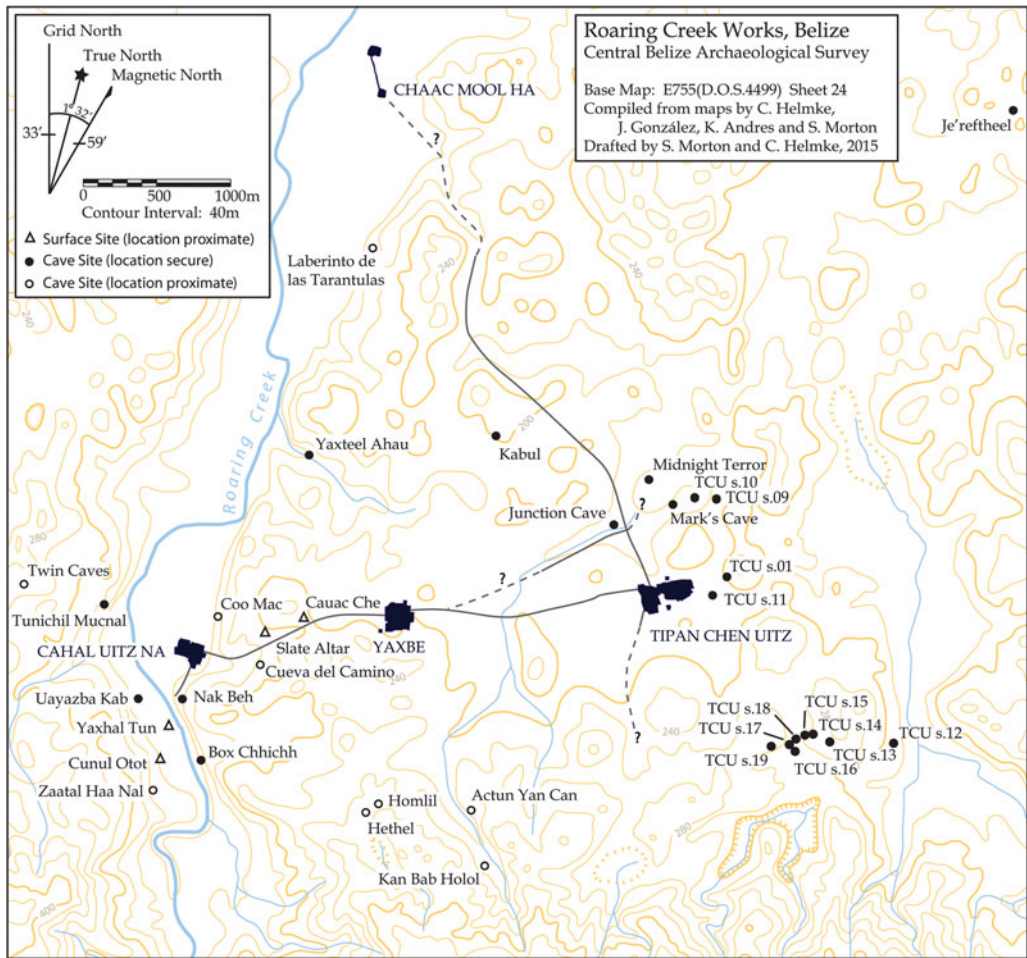 Grid North
True North
Magnetic North
1° 32'
33'
59'
0 500 1000m
Contour Interval: 40m
Surface Site (location proximate)
Cave Site (location secure)
Cave Site (location proximate)
Roaring Creek Works, Belize
Central Belize Archaeological Survey
Base Map: E755(D.O.S.4499) Sheet 24
Compiled from maps by C. Helmke,
J. González, K. Andres and S. Morton
Drafted by S. Morton and C. Helmke, 2015
CHAAC MOOL HA
Je'reftheel
?
Laberinto de
las Tarantulas
240
240
240
Roaring Creek
200
Yaxteel Ahau
Kabul
Midnight Terror
TCU s.10
TCU s.09
Mark's Cave
Junction Cave
?
280
?
Twin Caves
TCU s.01
TCU s.11
Tunichil Mucnal
Coo Mac
Cauac Che
CAHAL UITZ NA
Slate Altar
YAXBE
TIPAN CHEN UITZ
Cueva del Camino
240
Uayazba Kab
Nak Beh
Yaxhal Tun
?
240
TCU s.18
TCU s.15
TCU s.17
TCU s.14
TCU s.12
240
TCU s.19
TCU s.13
TCU s.16
Cunul Otot
Box Chhichh
Zaatal Haa Nal
Homlil
Hethel
Actun Yan Can
280
Kan Bab Holol
400